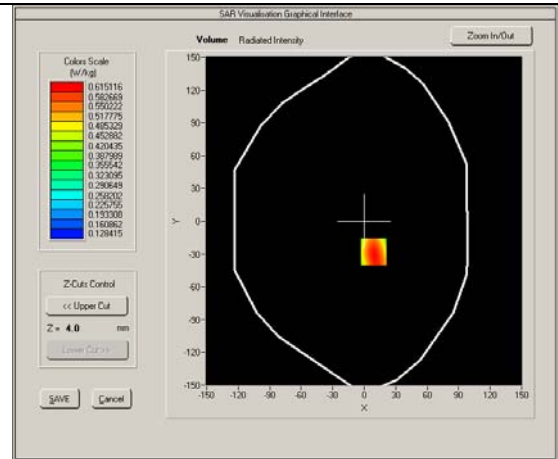 SAR Visualisation Graphical Interface
Volume Radiated Intensity
Zoom In/Out
Colors Scale
(W/kg)
0.615116
0.582669
0.550222
0.517775
0.485329
0.452882
0.420435
0.387989
0.355542
0.323095
0.290649
0.258202
0.225755
0.193308
0.160862
0.128415
Z-Cuts Control
<< Upper Cut
Z = 4.0 mm
Lower Cut >>
SAVE
Cancel
150
120
90
60
30
0
-30
-60
-90
-120
-150
Y
-150 -120 -90 -60 -30 0 30 60 90 120 150
X